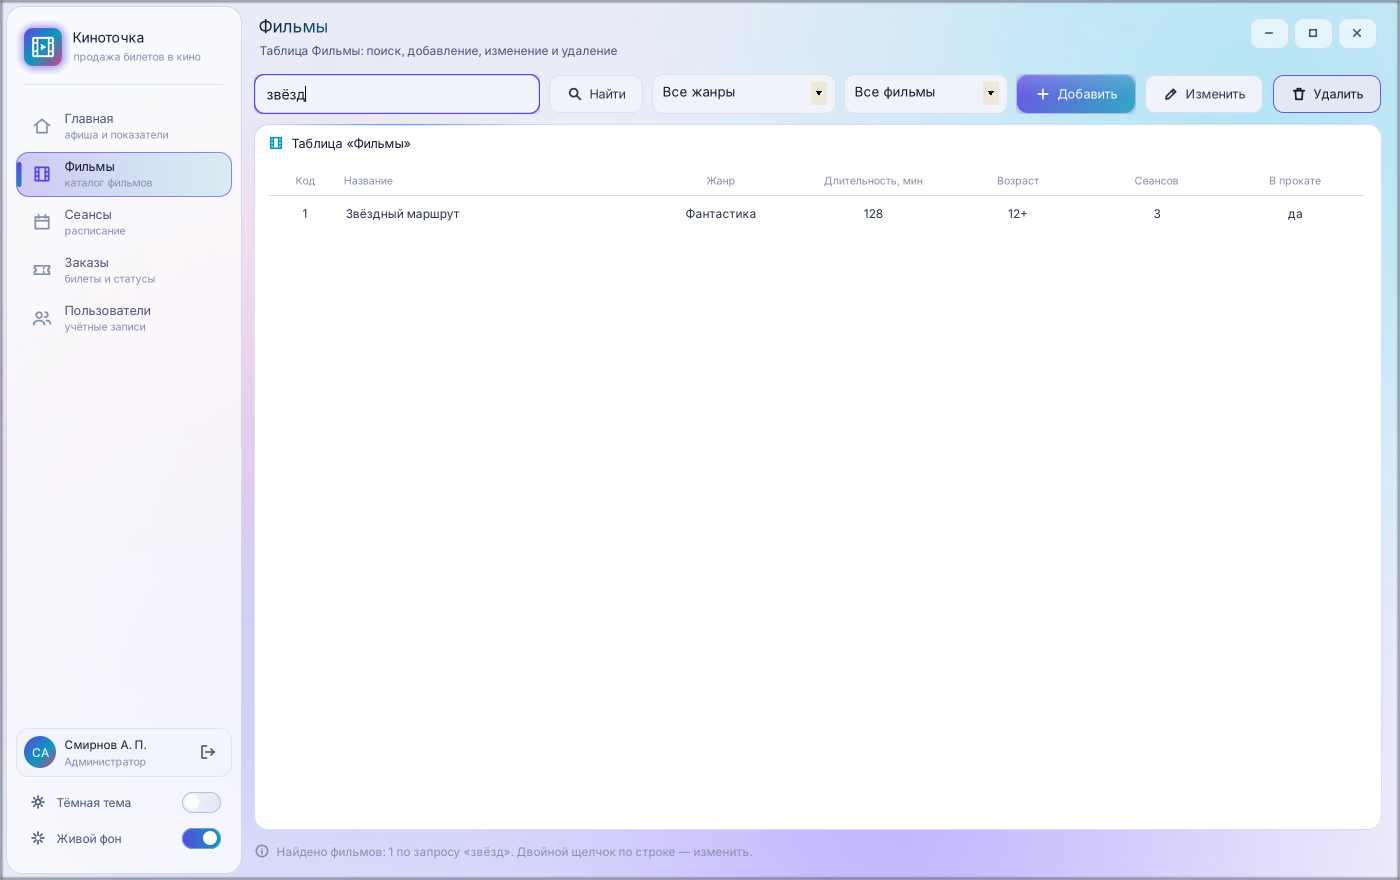 Киноточка
продажа билетов в кино
Главная
афиша и показатели
Фильмы
каталог фильмов
Сеансы
расписание
Заказы
билеты и статусы
Пользователи
учётные записи
СА
Смирнов А. П.
Администратор
Тёмная тема
Живой фон
Фильмы
Таблица Фильмы: поиск, добавление, изменение и удаление
звёзд Найти Все жанры Все фильмы Добавить Изменить Удалить
Таблица «Фильмы»
Код Название Жанр Длительность, мин Возраст Сеансов В прокате
1 Звёздный маршрут Фантастика 128 12+ 3 да
Найдено фильмов: 1 по запросу «звёзд». Двойной щелчок по строке — изменить.